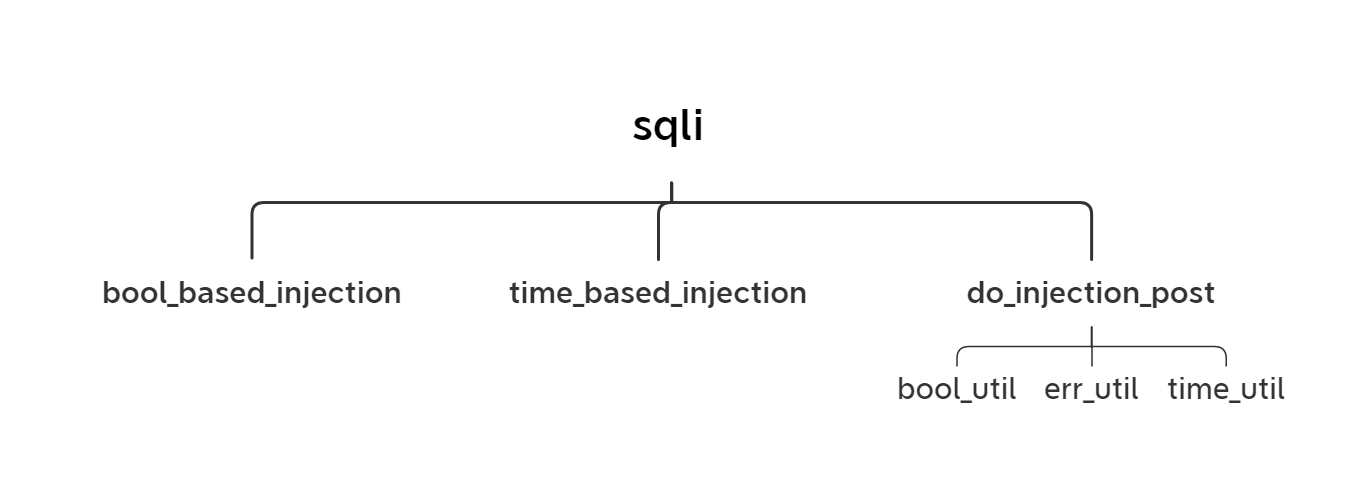 sqli
bool_based_injection time_based_injection do_injection_post
bool_util err_util time_util